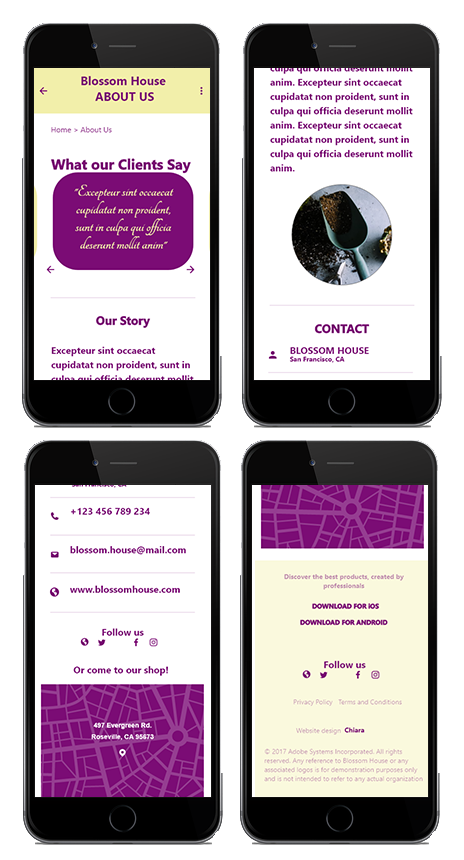 Blossom House
ABOUT US
Home > About Us
What our Clients Say
"Excepteur sint occaecat
cupidatat non proident,
sunt in culpa qui officia
deserunt mollit anim"
Our Story
Excepteur sint occaecat
cupidatat non proident, sunt in
culpa qui officia deserunt mollit
culpa qui officia deserunt mollit
anim. Excepteur sint occaecat
cupidatat non proident, sunt in
culpa qui officia deserunt mollit
anim. Excepteur sint occaecat
cupidatat non proident, sunt in
culpa qui officia deserunt mollit
anim.
CONTACT
BLOSSOM HOUSE
San Francisco, CA
San Francisco, CA
+123 456 789 234
blossom.house@mail.com
www.blossomhouse.com
Follow us
Or come to our shop!
497 Evergreen Rd.
Roseville, CA 95673
Discover the best products, created by
professionals
DOWNLOAD FOR iOS
DOWNLOAD FOR ANDROID
Follow us
Privacy Policy Terms and Conditions
Website design Chiara
© 2017 Adobe Systems Incorporated. All rights
reserved. Any reference to Blossom House or any
associated logos is for demonstration purposes only
and is not intended to refer to any actual organization